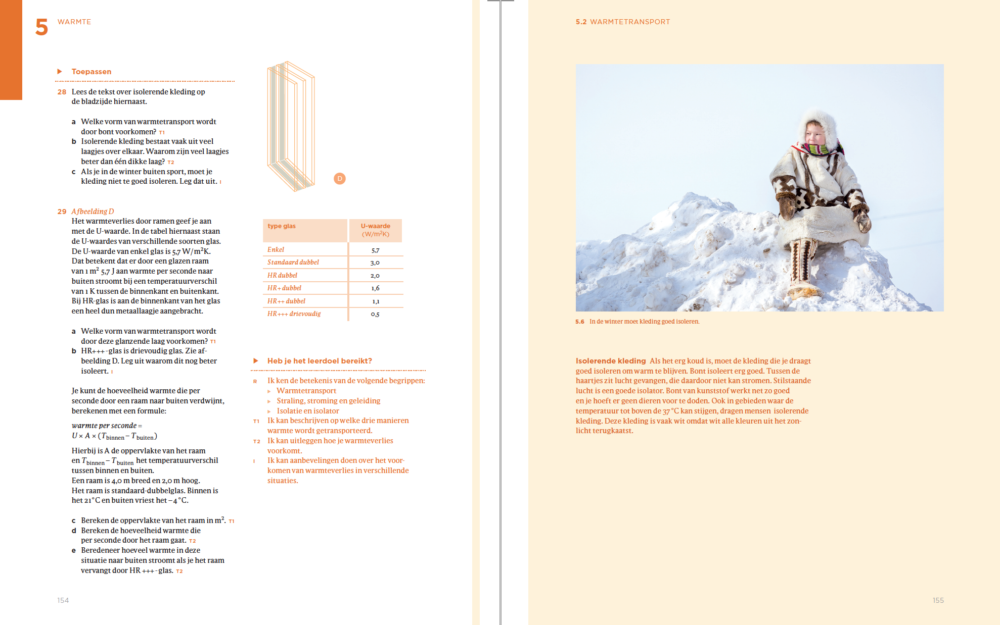 5 WARMTE
Toepassen
28 Lees de tekst over isolerende kleding op
de bladzijde hiernaast.
a Welke vorm van warmtetransport wordt
door bont voorkomen? T1
b Isolerende kleding bestaat vaak uit veel
laagjes over elkaar. Waarom zijn veel laagjes
beter dan één dikke laag? T2
c Als je in de winter buiten sport, moet je
kleding niet te goed isoleren. Leg dat uit. I
29 Afbeelding D
Het warmteverlies door ramen geef je aan
met de U-waarde. In de tabel hiernaast staan
de U-waardes van verschillende soorten glas.
De U-waarde van enkel glas is 5,7 W/m²K.
Dat betekent dat er door een glazen raam
van 1 m² 5,7 J aan warmte per seconde naar
buiten stroomt bij een temperatuurverschil
van 1 K tussen de binnenkant en buitenkant.
Bij HR-glas is aan de binnenkant van het glas
een heel dun metaallaagje aangebracht.
a Welke vorm van warmtetransport wordt
door deze glanzende laag voorkomen? T1
b HR+++-glas is drievoudig glas. Zie af-
beelding D. Leg uit waarom dit nog beter
isoleert. I
Je kunt de hoeveelheid warmte die per
seconde door een raam naar buiten verdwijnt,
berekenen met een formule:
warmte per seconde =
U × A × (Tbinnen – Tbuiten)
Hierbij is A de oppervlakte van het raam
en Tbinnen – Tbuiten het temperatuurverschil
tussen binnen en buiten.
Een raam is 4,0 m breed en 2,0 m hoog.
Het raam is standaard-dubbelglas. Binnen is
het 21 °C en buiten vriest het –4 °C.
c Bereken de oppervlakte van het raam in m². T1
d Bereken de hoeveelheid warmte die
per seconde door het raam gaat. T2
e Beredeneer hoeveel warmte in deze
situatie naar buiten stroomt als je het raam
vervangt door HR +++ - glas. T2
154
D
type glas U-waarde
(W/m²K)
Enkel 5,7
Standaard dubbel 3,0
HR dubbel 2,0
HR+ dubbel 1,6
HR++ dubbel 1,1
HR+++ drievoudig 0,5
Heb je het leerdoel bereikt?
R Ik ken de betekenis van de volgende begrippen:
Warmtetransport
Straling, stroming en geleiding
Isolatie en isolator
T1 Ik kan beschrijven op welke drie manieren
warmte wordt getransporteerd.
T2 Ik kan uitleggen hoe je warmteverlies
voorkomt.
I Ik kan aanbevelingen doen over het voor-
komen van warmteverlies in verschillende
situaties.
5.2 WARMTETRANSPORT
5.6 In de winter moet kleding goed isoleren.
Isolerende kleding Als het erg koud is, moet de kleding die je draagt
goed isoleren om warm te blijven. Bont isoleert erg goed. Tussen de
haartjes zit lucht gevangen, die daardoor niet kan stromen. Stilstaande
lucht is een goede isolator. Bont van kunststof werkt net zo goed
en je hoeft er geen dieren voor te doden. Ook in gebieden waar de
temperatuur tot boven de 37 °C kan stijgen, dragen mensen isolerende
kleding. Deze kleding is vaak wit omdat wit alle kleuren uit het zon-
licht terugkaatst.
155